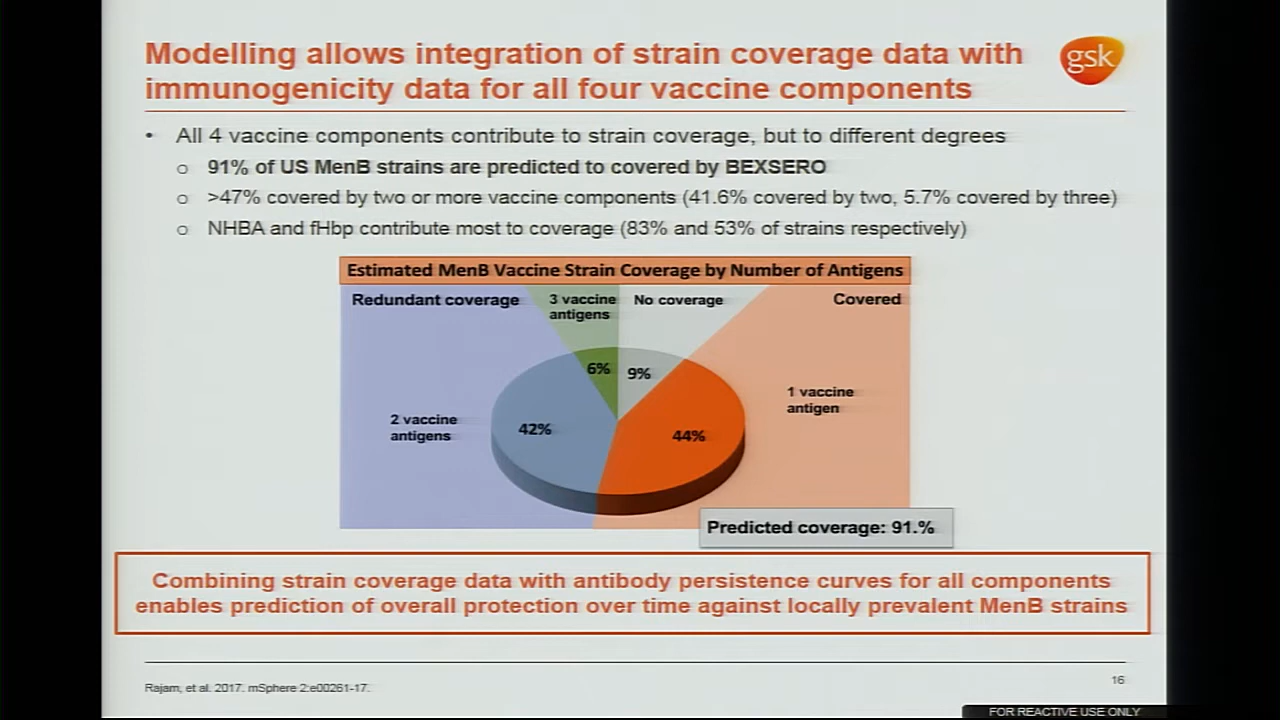 Modelling allows integration of strain coverage data with
immunogenicity data for all four vaccine components
gsk
• All 4 vaccine components contribute to strain coverage, but to different degrees
o 91% of US MenB strains are predicted to covered by BEXSERO
o >47% covered by two or more vaccine components (41.6% covered by two, 5.7% covered by three)
o NHBA and fHbp contribute most to coverage (83% and 53% of strains respectively)
Estimated MenB Vaccine Strain Coverage by Number of Antigens
Redundant coverage
3 vaccine
antigens
No coverage
Covered
6%
9%
1 vaccine
antigen
2 vaccine
antigens
42%
44%
Predicted coverage: 91.%
Combining strain coverage data with antibody persistence curves for all components
enables prediction of overall protection over time against locally prevalent MenB strains
Rajam, et al. 2017. mSphere 2:e00261-17.
16
FOR REACTIVE USE ONLY